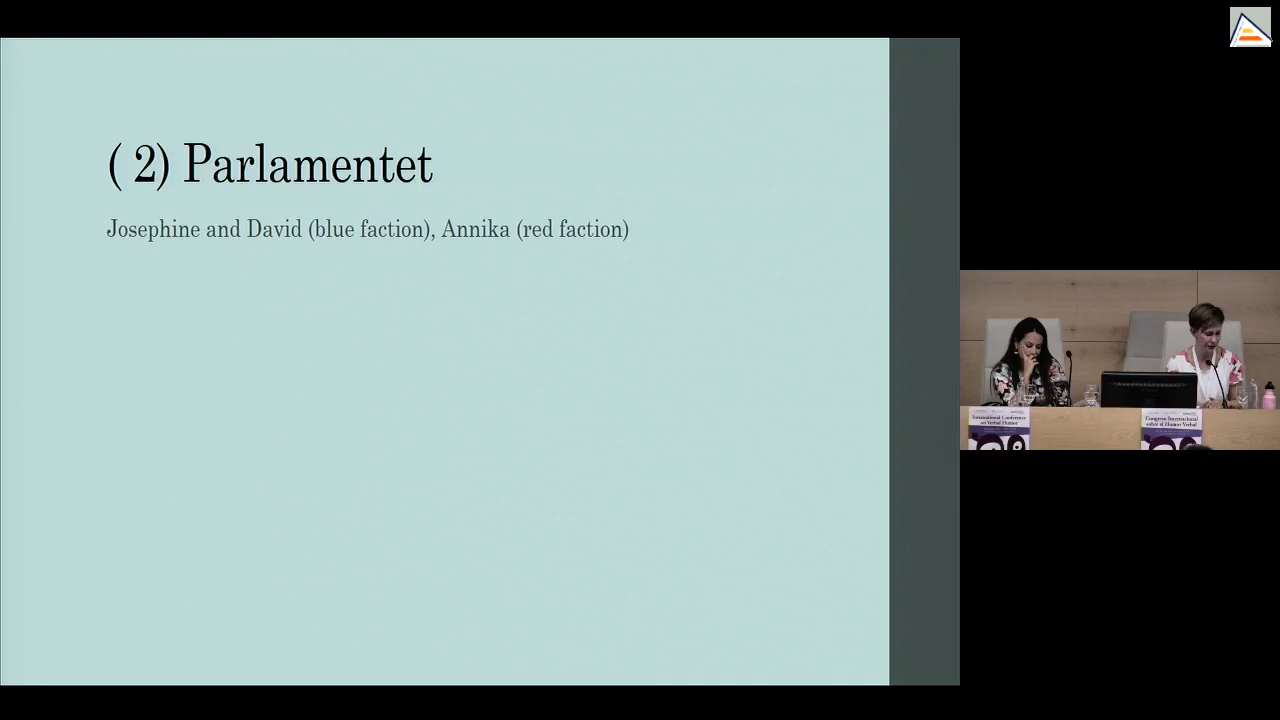 ( 2) Parlamentet
Josephine and David (blue faction), Annika (red faction)
International Conference
on Verbal Humor
Congreso Internacional
sobre el Humor Verbal